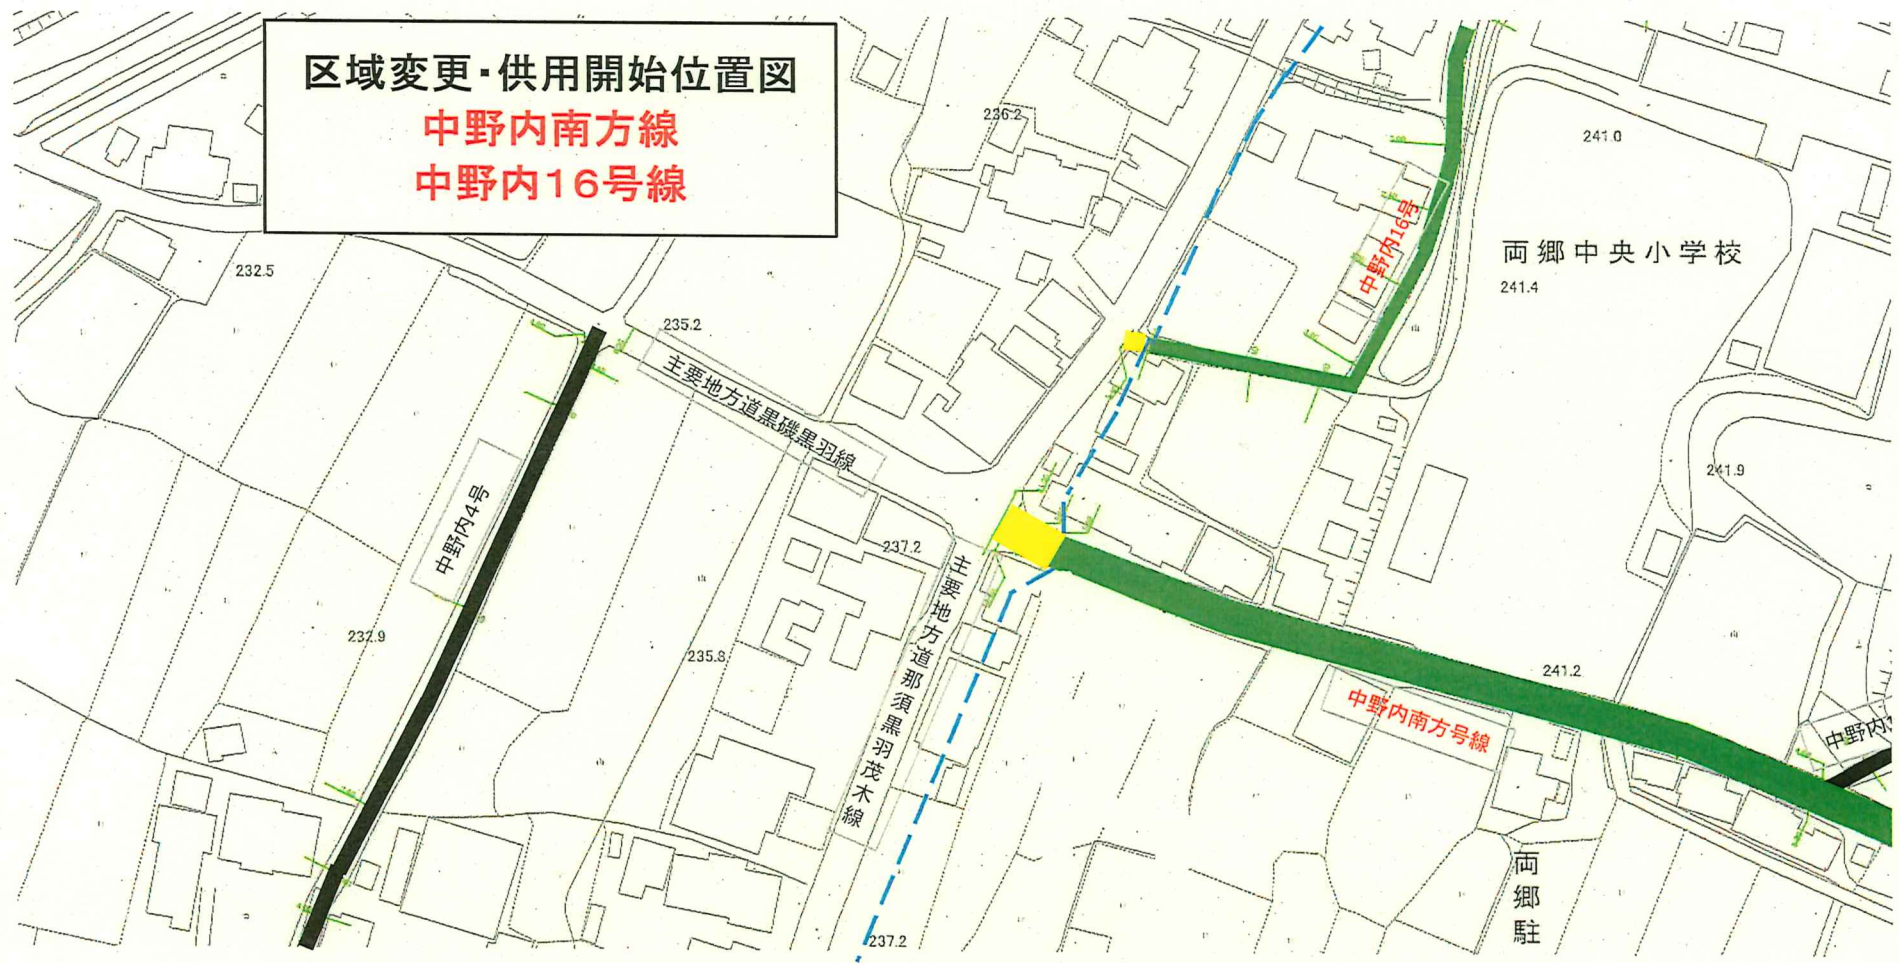 区域変更・供用開始位置図
中野内南方線
中野内16号線
236.2
241.0
中野内16号
両郷中央小学校
241.4
232.5
235.2
主要地方道黒磯黒羽線
241.9
中野内4号
237.2
主要地方道那須黒羽茂木線
232.9
235.8
241.2
中野内南方号線
中野内1
両郷駐
237.2